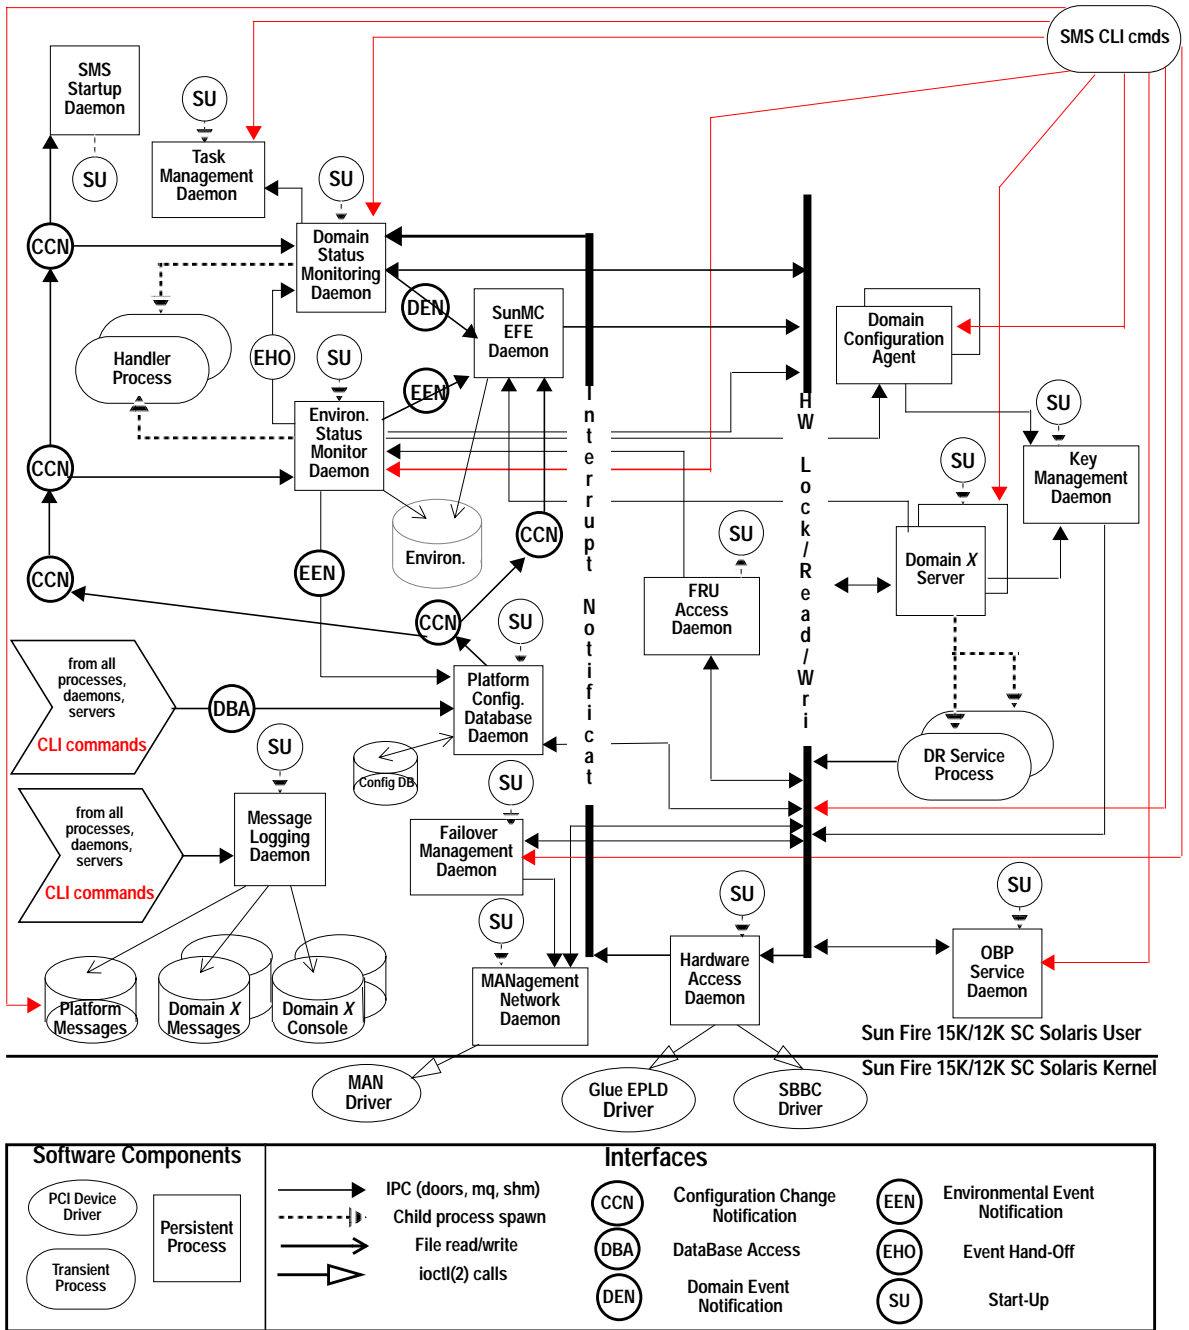 SMS CLI cmds
SMS
Startup
Daemon
SU
SU
Task
Management
Daemon
SU
SU
CCN
Domain
Status
Monitoring
Daemon
DEN
SunMC
EFE
Daemon
Domain
Configuration
Agent
Handler
Process
EHO
SU
EEN
Environ.
Status
Monitor
Daemon
Interrupt Notificat
HW Lock/Read/Wri
SU
Key
Management
Daemon
SU
CCN
CCN
Environ.
CCN
EEN
SU
FRU
Access
Daemon
Domain X
Server
CCN
SU
from all
processes,
daemons,
servers
CLI commands
DBA
Platform
Config.
Database
Daemon
SU
Config DB
DR Service
Process
from all
processes,
daemons,
servers
CLI commands
Message
Logging
Daemon
SU
Failover
Management
Daemon
SU
SU
SU
SU
Platform
Messages
Domain X
Messages
Domain X
Console
MANagement
Network
Daemon
Hardware
Access
Daemon
OBP
Service
Daemon
Sun Fire 15K/12K SC Solaris User
Sun Fire 15K/12K SC Solaris Kernel
MAN
Driver
Glue EPLD
Driver
SBBC
Driver
Software Components
PCI Device
Driver
Persistent
Process
Transient
Process
Interfaces
IPC (doors, mq, shm)
Child process spawn
File read/write
ioctl(2) calls
CCN
Configuration Change
Notification
DBA
DataBase Access
DEN
Domain Event
Notification
EEN
Environmental Event
Notification
EHO
Event Hand-Off
SU
Start-Up